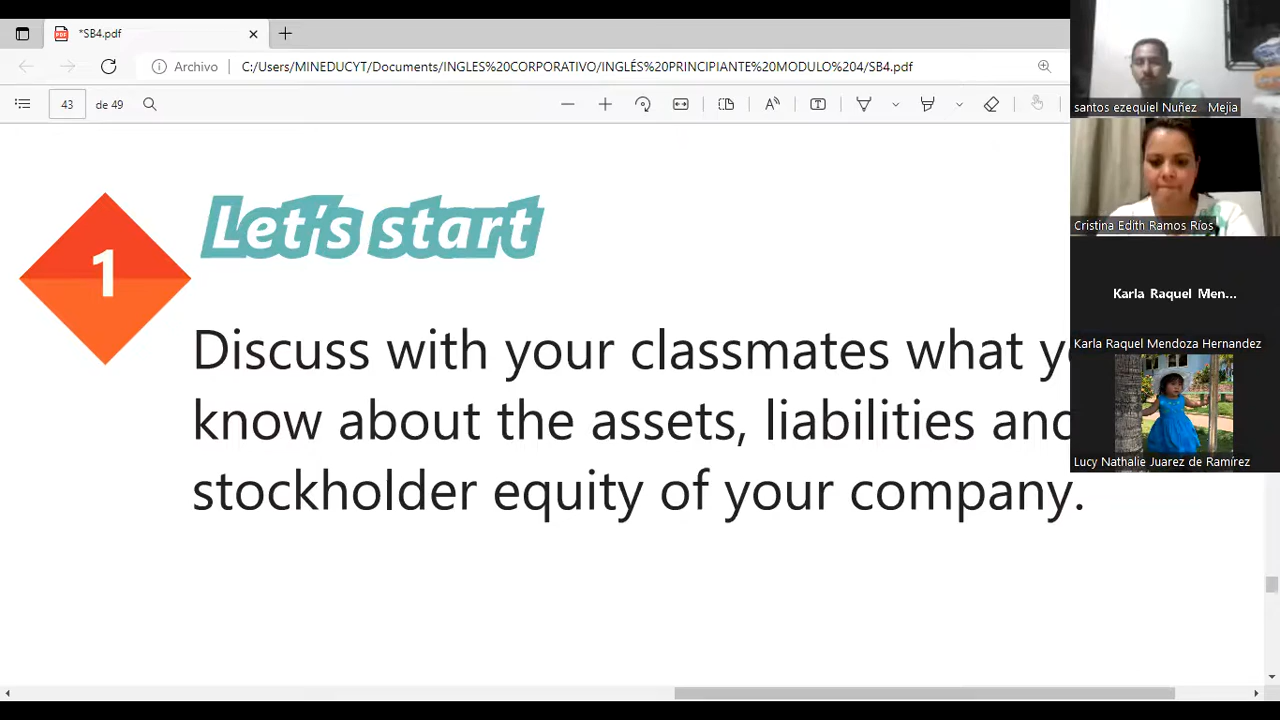 *SB4.pdf
Archivo
C:/Users/MINEDUCYT/Documents/INGLES%20CORPORATIVO/INGLÉS%20PRINCIPIANTE%20MODULO%204/SB4.pdf
43
de 49
1
Let's start
Discuss with your classmates what
know about the assets, liabilities and
stockholder equity of your company.
santos ezequiel Nuñez Mejia
Cristina Edith Ramos Ríos
Karla Raquel Men...
Karla Raquel Mendoza Hernandez
Lucy Nathalie Juarez de Ramírez